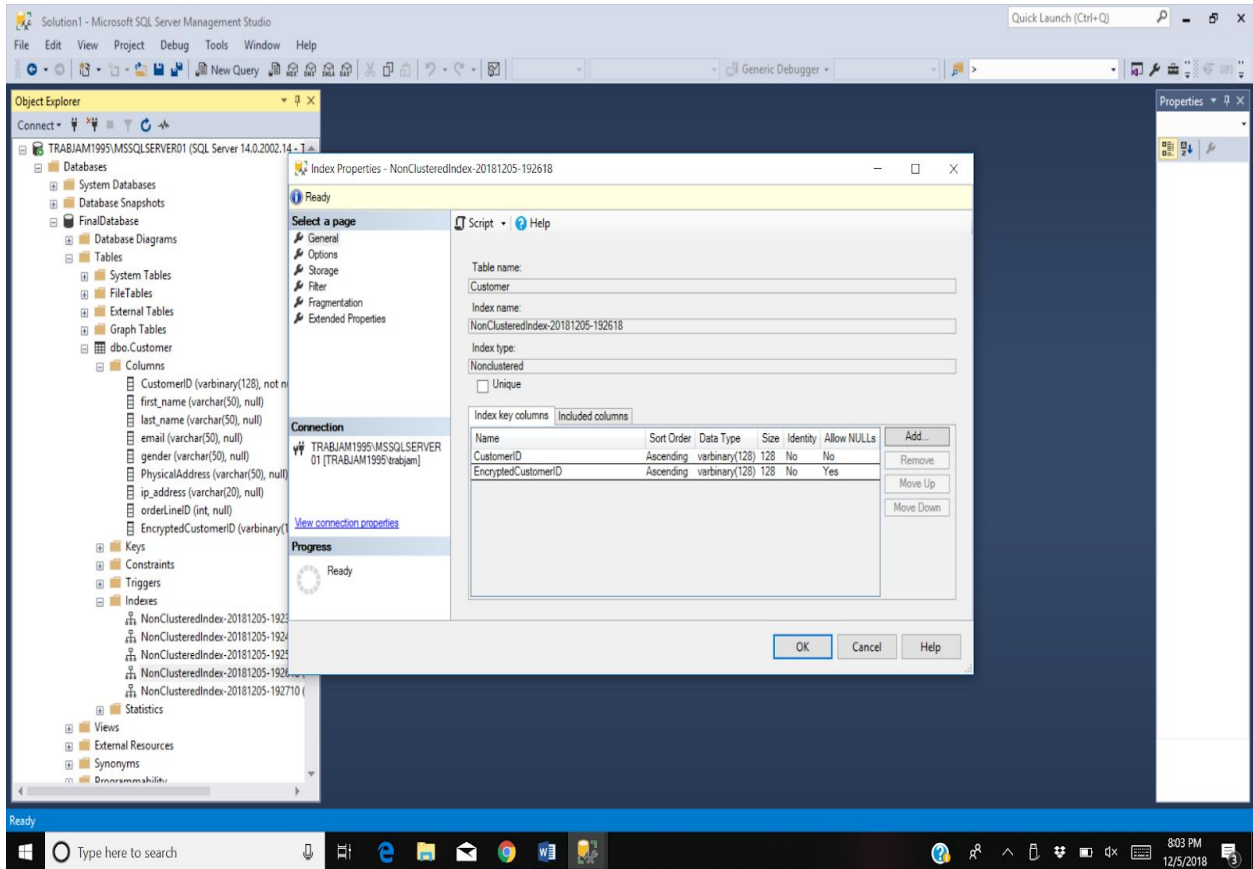 Solution1 - Microsoft SQL Server Management Studio
Quick Launch (Ctrl+Q)
File Edit View Project Debug Tools Window Help
New Query
Generic Debugger
Object Explorer
Connect
TRABJAM1995\MSSQLSERVER01 (SQL Server 14.0.2002.14 - T
Databases
System Databases
Database Snapshots
FinalDatabase
Database Diagrams
Tables
System Tables
FileTables
External Tables
Graph Tables
dbo.Customer
Columns
CustomerID (varbinary(128), not n
first_name (varchar(50), null)
last_name (varchar(50), null)
email (varchar(50), null)
gender (varchar(50), null)
PhysicalAddress (varchar(50), null)
ip_address (varchar(20), null)
orderLineID (int, null)
EncryptedCustomerID (varbinary(1
Keys
Constraints
Triggers
Indexes
NonClusteredIndex-20181205-192
NonClusteredIndex-20181205-192
NonClusteredIndex-20181205-192
NonClusteredIndex-20181205-192
NonClusteredIndex-20181205-192710 (
Statistics
Views
External Resources
Synonyms
Programmability
Index Properties - NonClusteredIndex-20181205-192618
Ready
Select a page
General
Options
Storage
Filter
Fragmentation
Extended Properties
Connection
TRABJAM1995\MSSQLSERVER
01 [TRABJAM1995\trabjam]
View connection properties
Progress
Ready
Script Help
Table name:
Customer
Index name:
NonClusteredIndex-20181205-192618
Index type:
Nonclustered
Unique
Index key columns Included columns
Name Sort Order Data Type Size Identity Allow NULLs
CustomerID Ascending varbinary(128) 128 No No
EncryptedCustomerID Ascending varbinary(128) 128 No Yes
Add...
Remove
Move Up
Move Down
OK Cancel Help
Properties
Ready
Type here to search
8:03 PM
12/5/2018